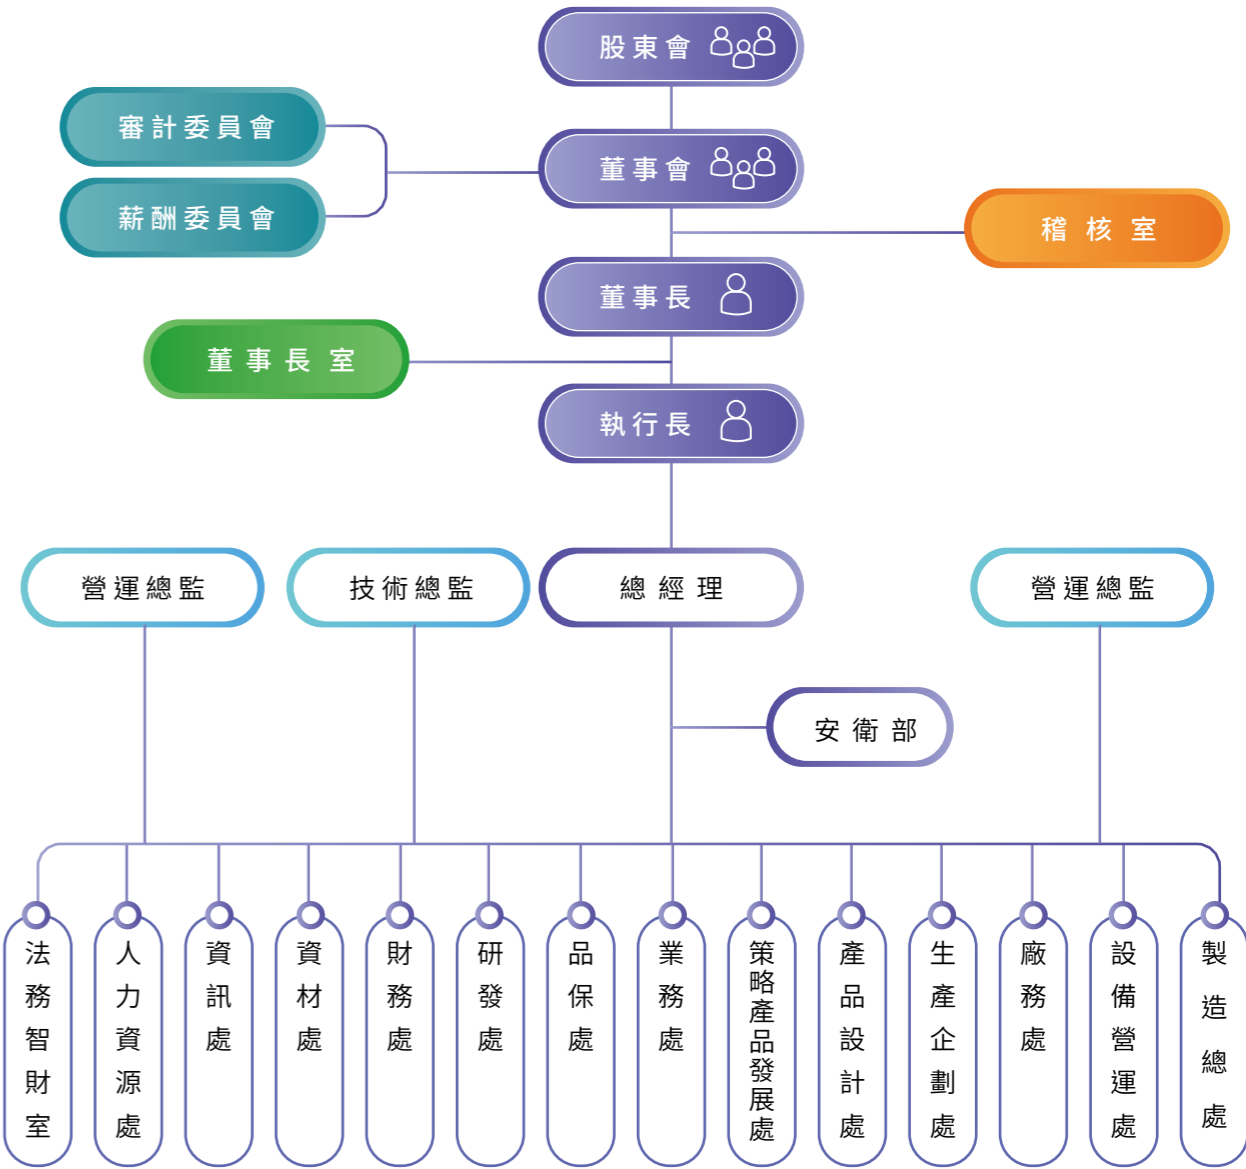 股東會
審計委員會
董事會
薪酬委員會
稽核室
董事長
董事長室
執行長
營運總監
技術總監
總經理
營運總監
安衛部
法務智財室
人力資源處
資訊處
資材處
財務處
研發處
品保處
業務處
策略產品發展處
產品設計處
生產企劃處
廠務處
設備營運處
製造總處